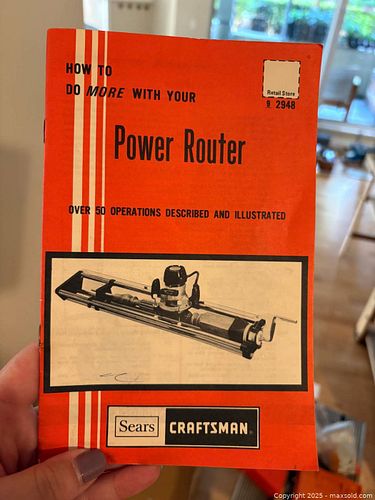 HOW TO
DO MORE WITH YOUR
Retail Store
9 2948
Power Router
OVER 50 OPERATIONS DESCRIBED AND ILLUSTRATED
Sears CRAFTSMAN
Copyright 2025 - maxsold.com